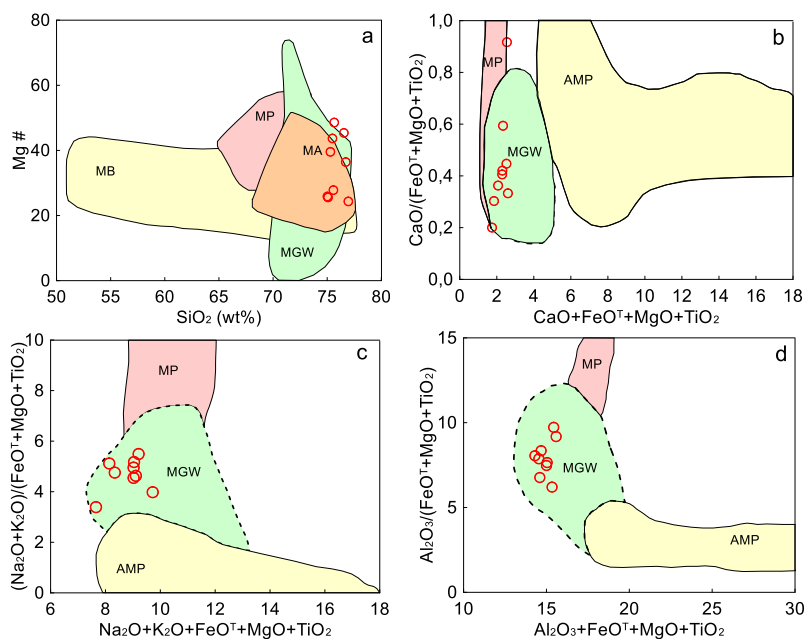 a
Mg #
80
60
40
20
0
MP
MB
MA
MGW
50 55 60 65 70 75 80
SiO₂ (wt%)
b
CaO/(FeOᵀ+MgO+TiO₂)
1,0
0,8
0,6
0,4
0,2
0,0
MP
AMP
MGW
0 2 4 6 8 10 12 14 16 18
CaO+FeOᵀ+MgO+TiO₂
c
(Na₂O+K₂O)/(FeOᵀ+MgO+TiO₂)
10
8
6
4
2
0
MP
MGW
AMP
6 8 10 12 14 16 18
Na₂O+K₂O+FeOᵀ+MgO+TiO₂
d
Al₂O₃/(FeOᵀ+MgO+TiO₂)
15
10
5
0
MP
MGW
AMP
10 15 20 25 30
Al₂O₃+FeOᵀ+MgO+TiO₂